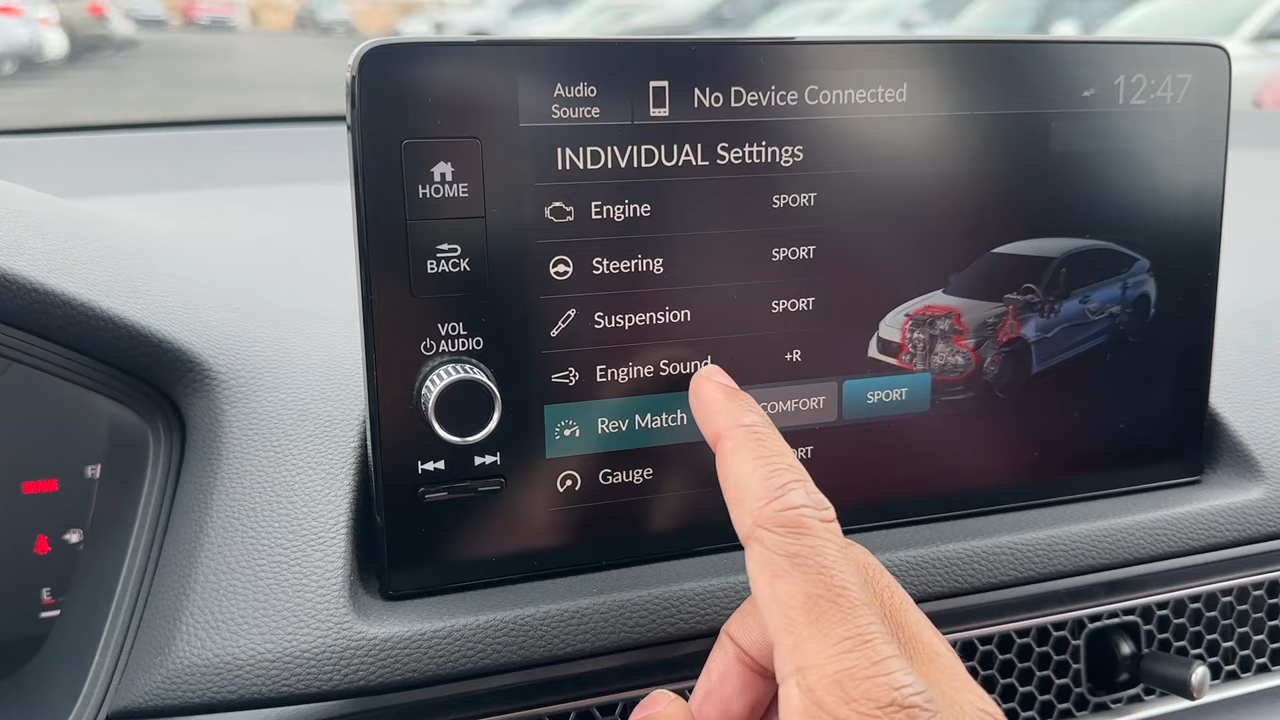 Audio
Source
No Device Connected
12:47
HOME
INDIVIDUAL Settings
BACK
Engine SPORT
Steering SPORT
Suspension SPORT
VOL
AUDIO
Engine Sound +R
Rev Match COMFORT SPORT
Gauge
BRAKE
F
E